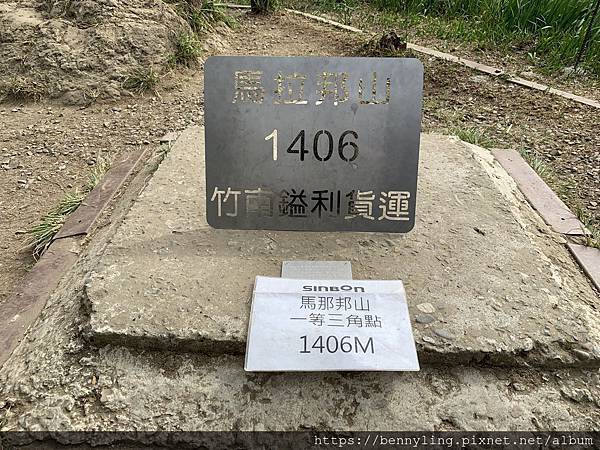 馬拉邦山
1406
竹南鎰利貨運
SINBON
馬那邦山
一等三角點
1406M
https://bennyling.pixnet.net/album